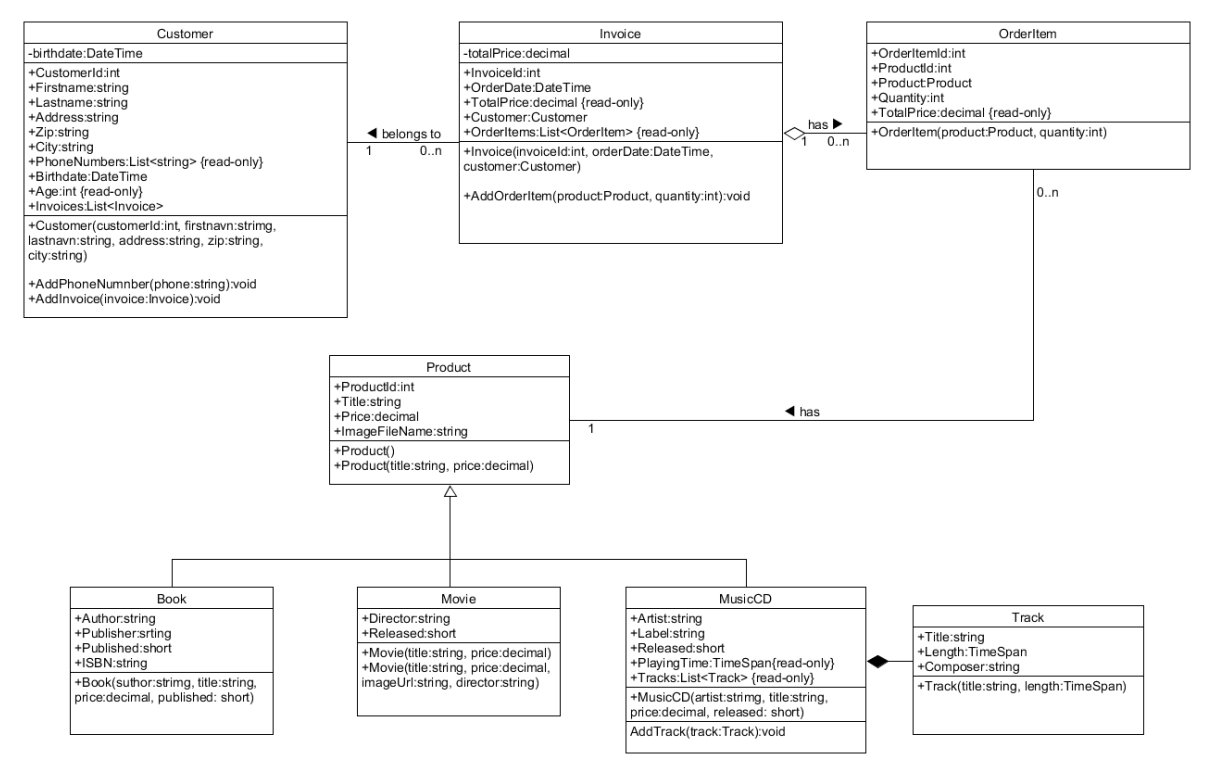 Customer
-birthdate:DateTime
+CustomerId:int
+Firstname:string
+Lastname:string
+Address:string
+Zip:string
+City:string
+PhoneNumbers:List<string> {read-only}
+Birthdate:DateTime
+Age:int {read-only}
+Invoices:List<Invoice>
+Customer(customerId:int, firstnavn:strimg,
lastnavn:string, address:string, zip:string,
city:string)
+AddPhoneNumnber(phone:string):void
+AddInvoice(invoice:Invoice):void
◄ belongs to
1
0..n
Invoice
-totalPrice:decimal
+InvoiceId:int
+OrderDate:DateTime
+TotalPrice:decimal {read-only}
+Customer:Customer
+OrderItems:List<OrderItem> {read-only}
+Invoice(invoiceId:int, orderDate:DateTime,
customer:Customer)
+AddOrderItem(product:Product, quantity:int):void
has ►
1
0..n
OrderItem
+OrderItemId:int
+ProductId:int
+Product:Product
+Quantity:int
+TotalPrice:decimal {read-only}
+OrderItem(product:Product, quantity:int)
0..n
◄ has
1
Product
+ProductId:int
+Title:string
+Price:decimal
+ImageFileName:string
+Product()
+Product(title:string, price:decimal)
Book
+Author:string
+Publisher:srting
+Published:short
+ISBN:string
+Book(suthor:strimg, title:string,
price:decimal, published: short)
Movie
+Director:string
+Released:short
+Movie(title:string, price:decimal)
+Movie(title:string, price:decimal,
imageUrl:string, director:string)
MusicCD
+Artist:string
+Label:string
+Released:short
+PlayingTime:TimeSpan{read-only}
+Tracks:List<Track> {read-only}
+MusicCD(artist:strimg, title:string,
price:decimal, released: short)
AddTrack(track:Track):void
Track
+Title:string
+Length:TimeSpan
+Composer:string
+Track(title:string, length:TimeSpan)